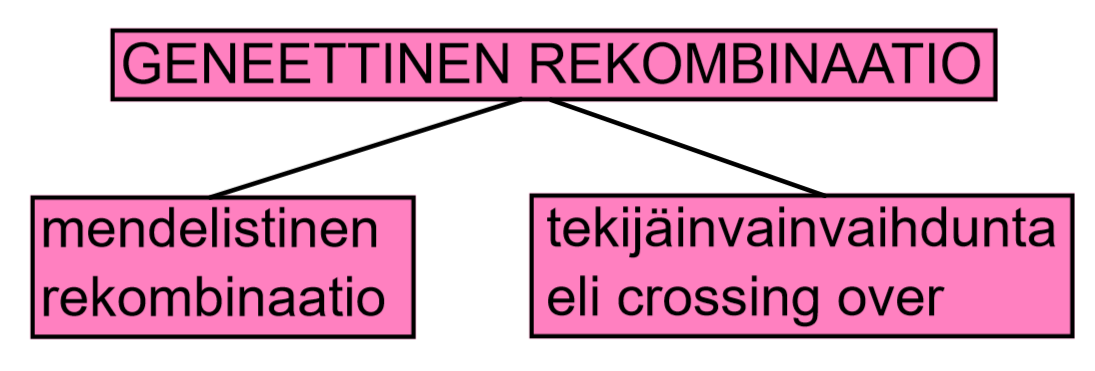 GENEETTINEN REKOMBINAATIO
mendelistinen
rekombinaatio
tekijäinvainvaihdunta
eli crossing over